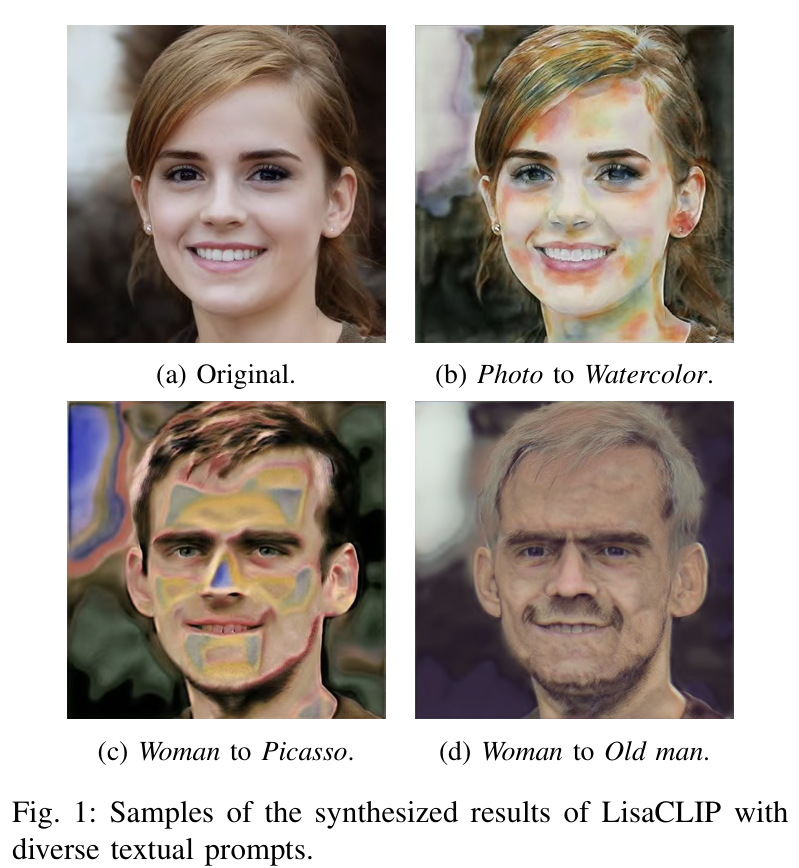 (a) Original.
(b) Photo to Watercolor.
(c) Woman to Picasso.
(d) Woman to Old man.
Fig. 1: Samples of the synthesized results of LisaCLIP with
diverse textual prompts.